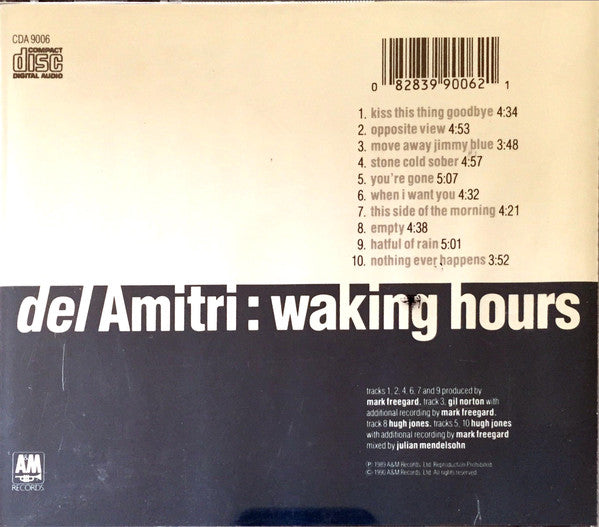 CDA 9006
COMPACT
disc
DIGITAL AUDIO
0 82839 90062 1
1. kiss this thing goodbye 4:34
2. opposite view 4:53
3. move away jimmy blue 3:48
4. stone cold sober 4:57
5. you're gone 5:07
6. when i want you 4:32
7. this side of the morning 4:21
8. empty 4:38
9. hatful of rain 5:01
10. nothing ever happens 3:52
del Amitri : waking hours
tracks 1, 2, 4, 6, 7 and 9 produced by
mark freegard, track 3, gil norton with
additional recording by mark freegard,
track 8 hugh jones, tracks 5, 10 hugh jones
with additional recording by mark freegard
mixed by julian mendelsohn
Ⓟ 1989 A&M Records, Ltd. Reproduction Prohibited
Ⓒ 1990 A&M Records, Ltd. All rights reserved
A&M
RECORDS